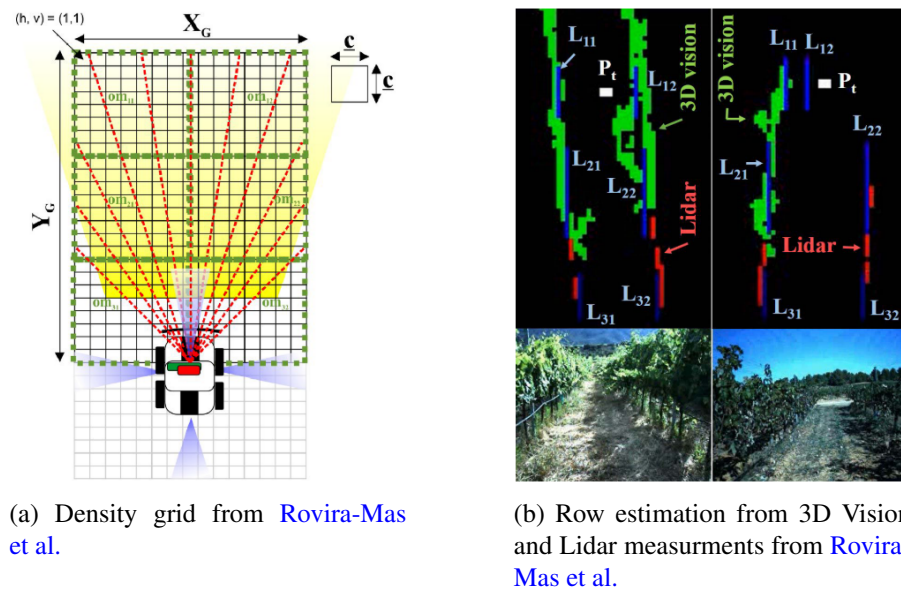 (h, v) = (1,1)
X_G
c
c
om₁₁
om₁₂
Y_G
om₂₁
om₂₂
om₃₁
om₃₂
(a) Density grid from Rovira-Mas
et al.
L₁₁
P_t
L₁₂
3D vision
L₂₁
L₂₂
Lidar
L₃₂
L₃₁
3D vision
L₁₁
L₁₂
P_t
L₂₂
L₂₁
Lidar
L₃₁
L₃₂
(b) Row estimation from 3D Vision
and Lidar measurments from Rovira-
Mas et al.